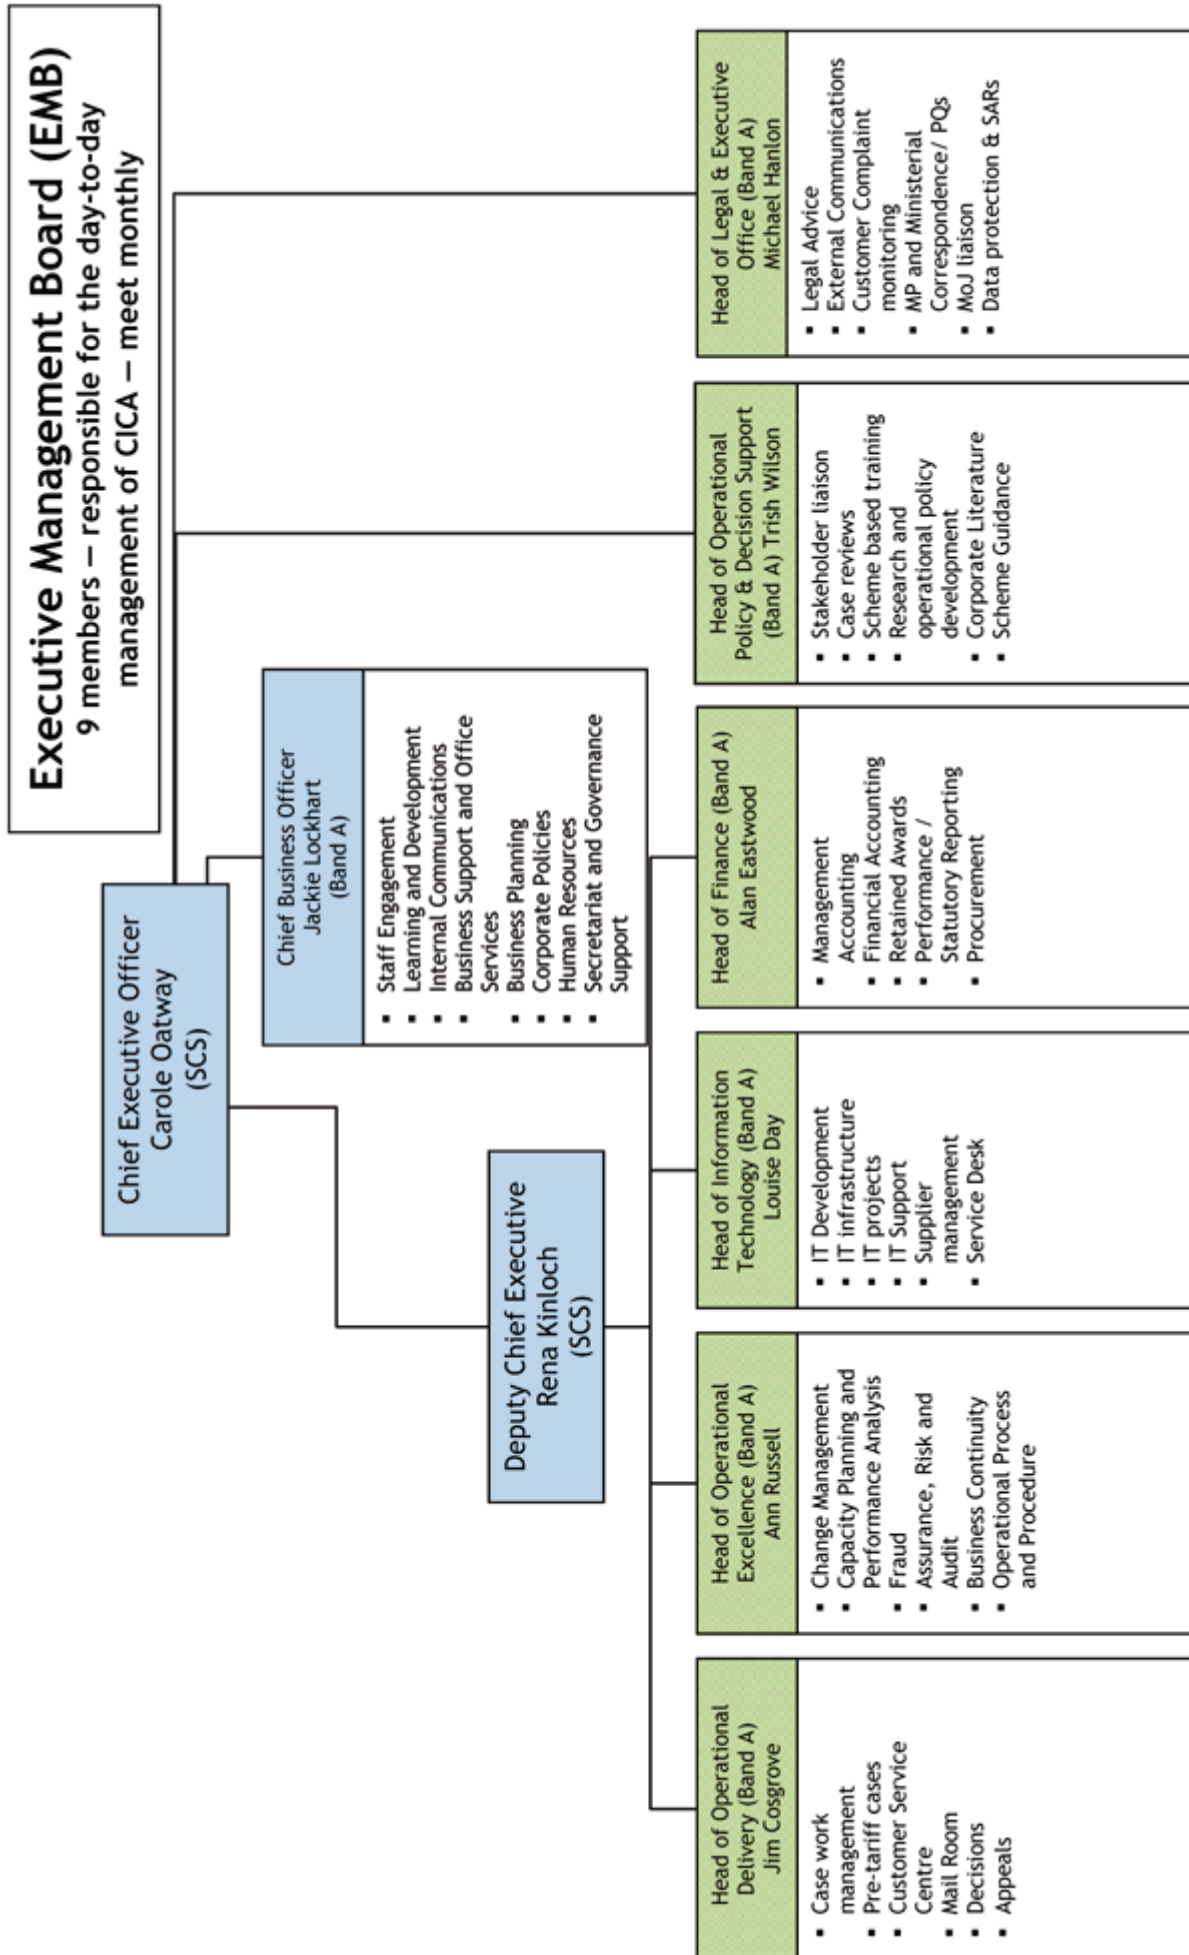 Executive Management Board (EMB)
9 members — responsible for the day-to-day
management of CICA — meet monthly
Chief Executive Officer
Carole Oatway
(SCS)
Chief Business Officer
Jackie Lockhart
(Band A)
▪ Staff Engagement
▪ Learning and Development
▪ Internal Communications
▪ Business Support and Office
Services
▪ Business Planning
▪ Corporate Policies
▪ Human Resources
▪ Secretariat and Governance
Support
Deputy Chief Executive
Rena Kinloch
(SCS)
Head of Operational
Delivery (Band A)
Jim Cosgrove
▪ Case work
management
▪ Pre-tariff cases
▪ Customer Service
Centre
▪ Mail Room
▪ Decisions
▪ Appeals
Head of Operational
Excellence (Band A)
Ann Russell
▪ Change Management
▪ Capacity Planning and
Performance Analysis
▪ Fraud
▪ Assurance, Risk and
Audit
▪ Business Continuity
▪ Operational Process
and Procedure
Head of Information
Technology (Band A)
Louise Day
▪ IT Development
▪ IT infrastructure
▪ IT projects
▪ IT Support
▪ Supplier
management
▪ Service Desk
Head of Finance (Band A)
Alan Eastwood
▪ Management
Accounting
▪ Financial Accounting
▪ Retained Awards
▪ Performance /
Statutory Reporting
▪ Procurement
Head of Operational
Policy & Decision Support
(Band A) Trish Wilson
▪ Stakeholder liaison
▪ Case reviews
▪ Scheme based training
▪ Research and
operational policy
development
▪ Corporate Literature
▪ Scheme Guidance
Head of Legal & Executive
Office (Band A)
Michael Hanlon
▪ Legal Advice
▪ External Communications
▪ Customer Complaint
monitoring
▪ MP and Ministerial
Correspondence/ PQs
▪ MoJ liaison
▪ Data protection & SARs